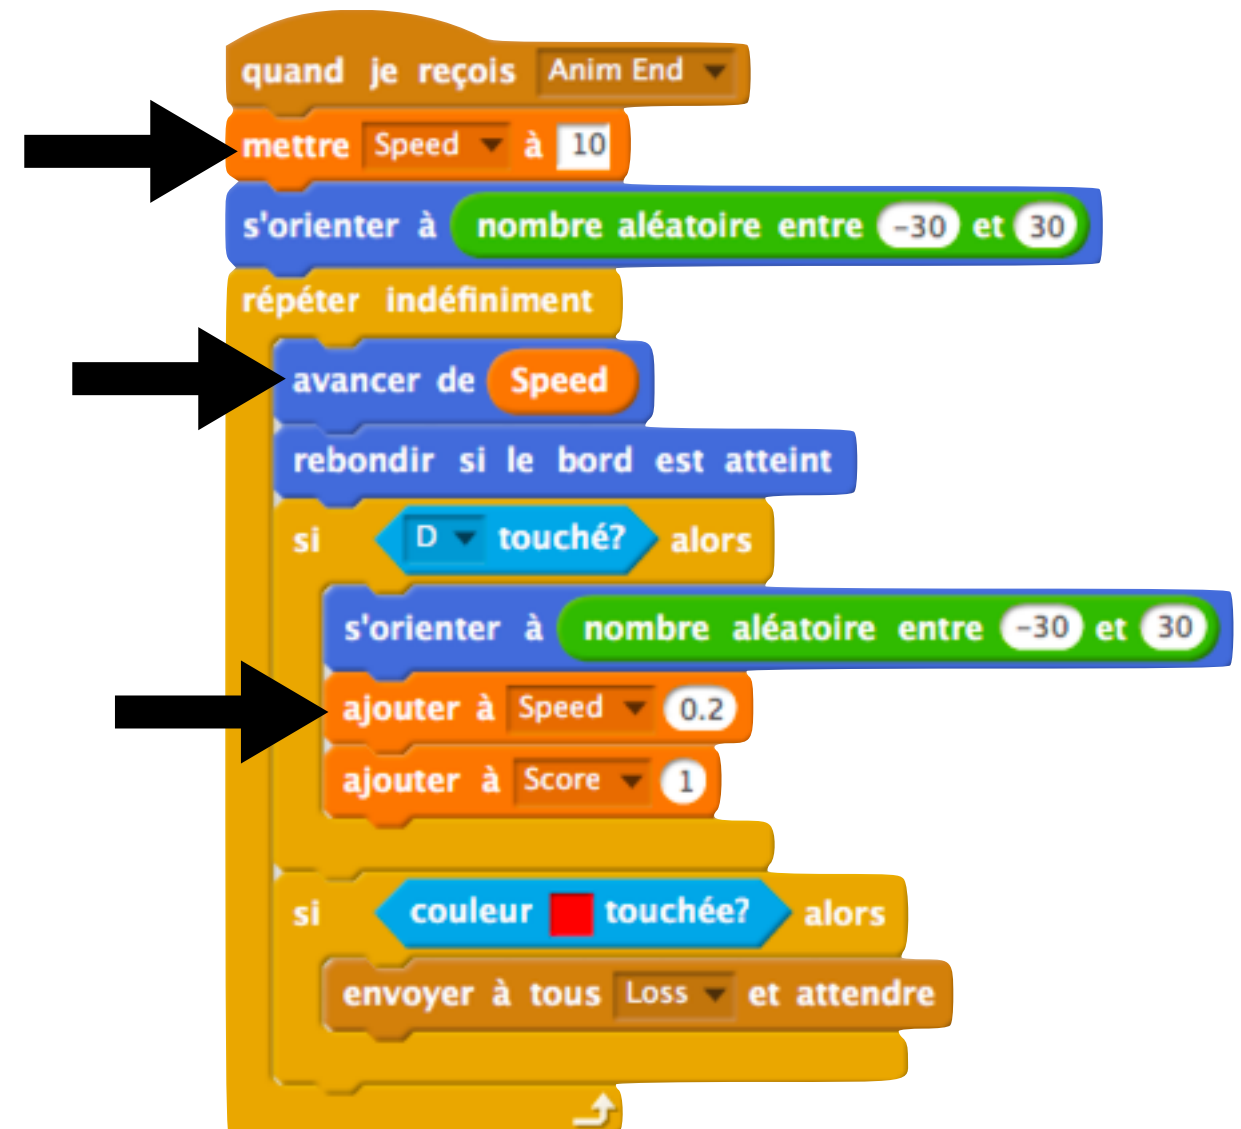 quand je reçois Anim End
mettre Speed à 10
s'orienter à nombre aléatoire entre -30 et 30
répéter indéfiniment
avancer de Speed
rebondir si le bord est atteint
si D touché? alors
s'orienter à nombre aléatoire entre -30 et 30
ajouter à Speed 0.2
ajouter à Score 1
si couleur touchée? alors
envoyer à tous Loss et attendre